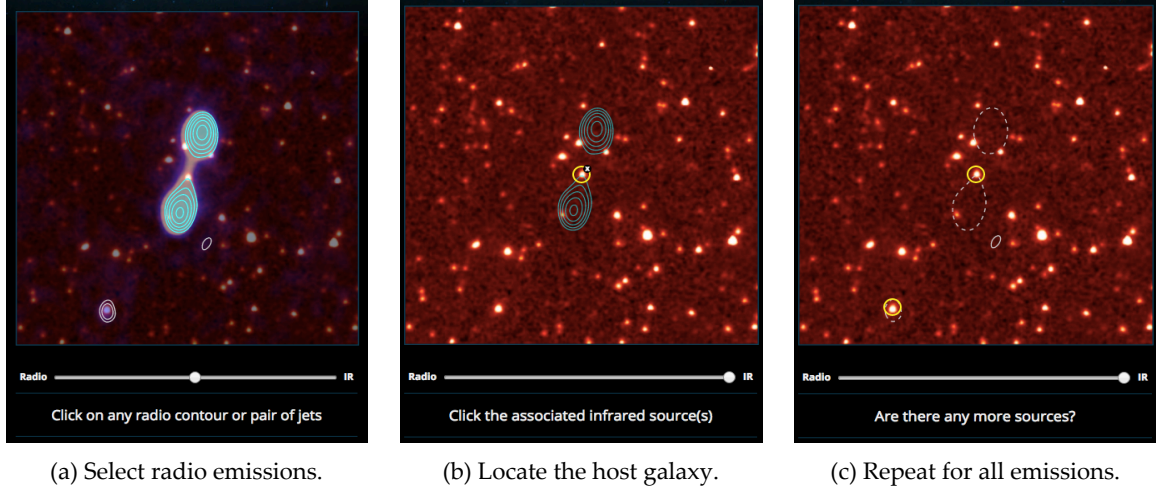 Radio IR
Click on any radio contour or pair of jets
(a) Select radio emissions.
Radio IR
Click the associated infrared source(s)
(b) Locate the host galaxy.
Radio IR
Are there any more sources?
(c) Repeat for all emissions.